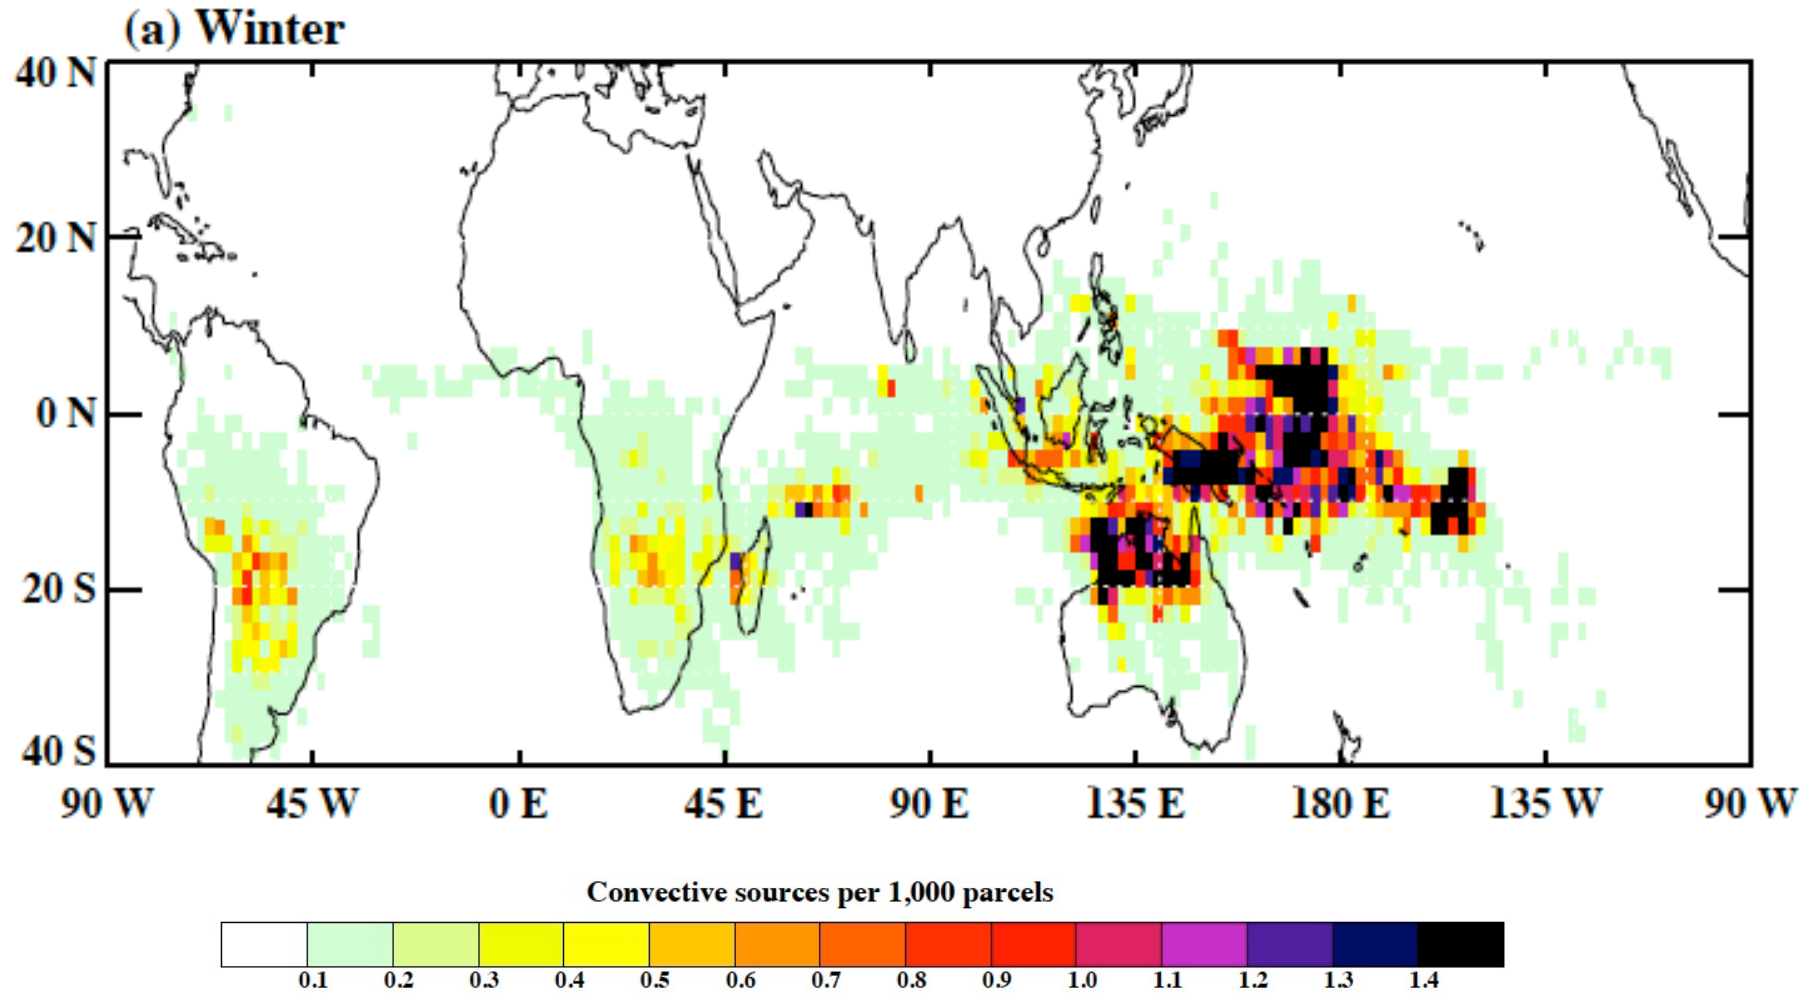 (a) Winter
40 N
20 N
0 N
20 S
40 S
90 W 45 W 0 E 45 E 90 E 135 E 180 E 135 W 90 W
Convective sources per 1,000 parcels
0.1 0.2 0.3 0.4 0.5 0.6 0.7 0.8 0.9 1.0 1.1 1.2 1.3 1.4